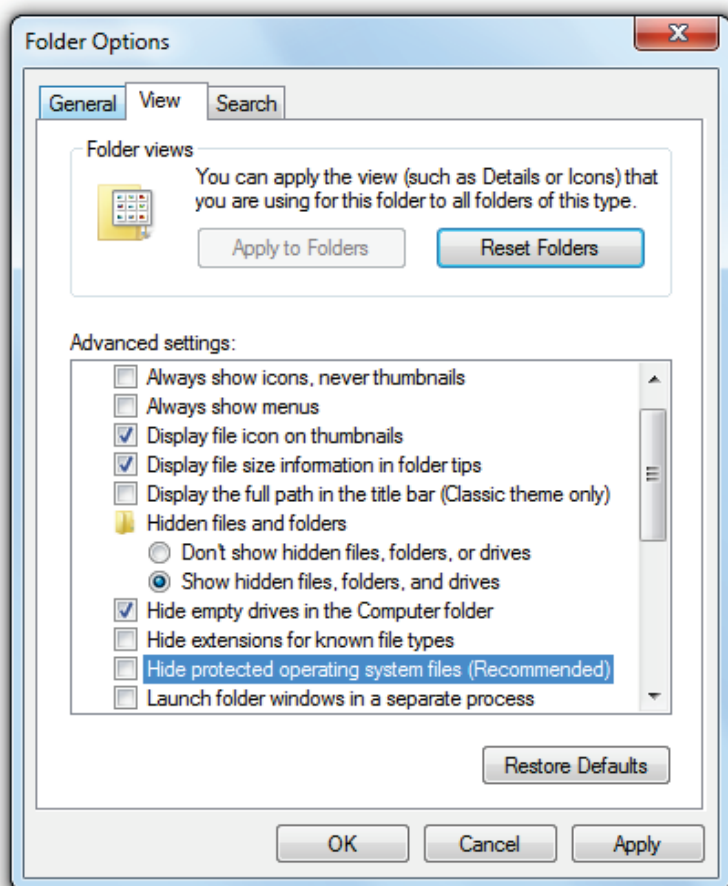 Folder Options
General View Search
Folder views
You can apply the view (such as Details or Icons) that
you are using for this folder to all folders of this type.
Apply to Folders Reset Folders
Advanced settings:
Always show icons, never thumbnails
Always show menus
Display file icon on thumbnails
Display file size information in folder tips
Display the full path in the title bar (Classic theme only)
Hidden files and folders
Don't show hidden files, folders, or drives
Show hidden files, folders, and drives
Hide empty drives in the Computer folder
Hide extensions for known file types
Hide protected operating system files (Recommended)
Launch folder windows in a separate process
Restore Defaults
OK Cancel Apply